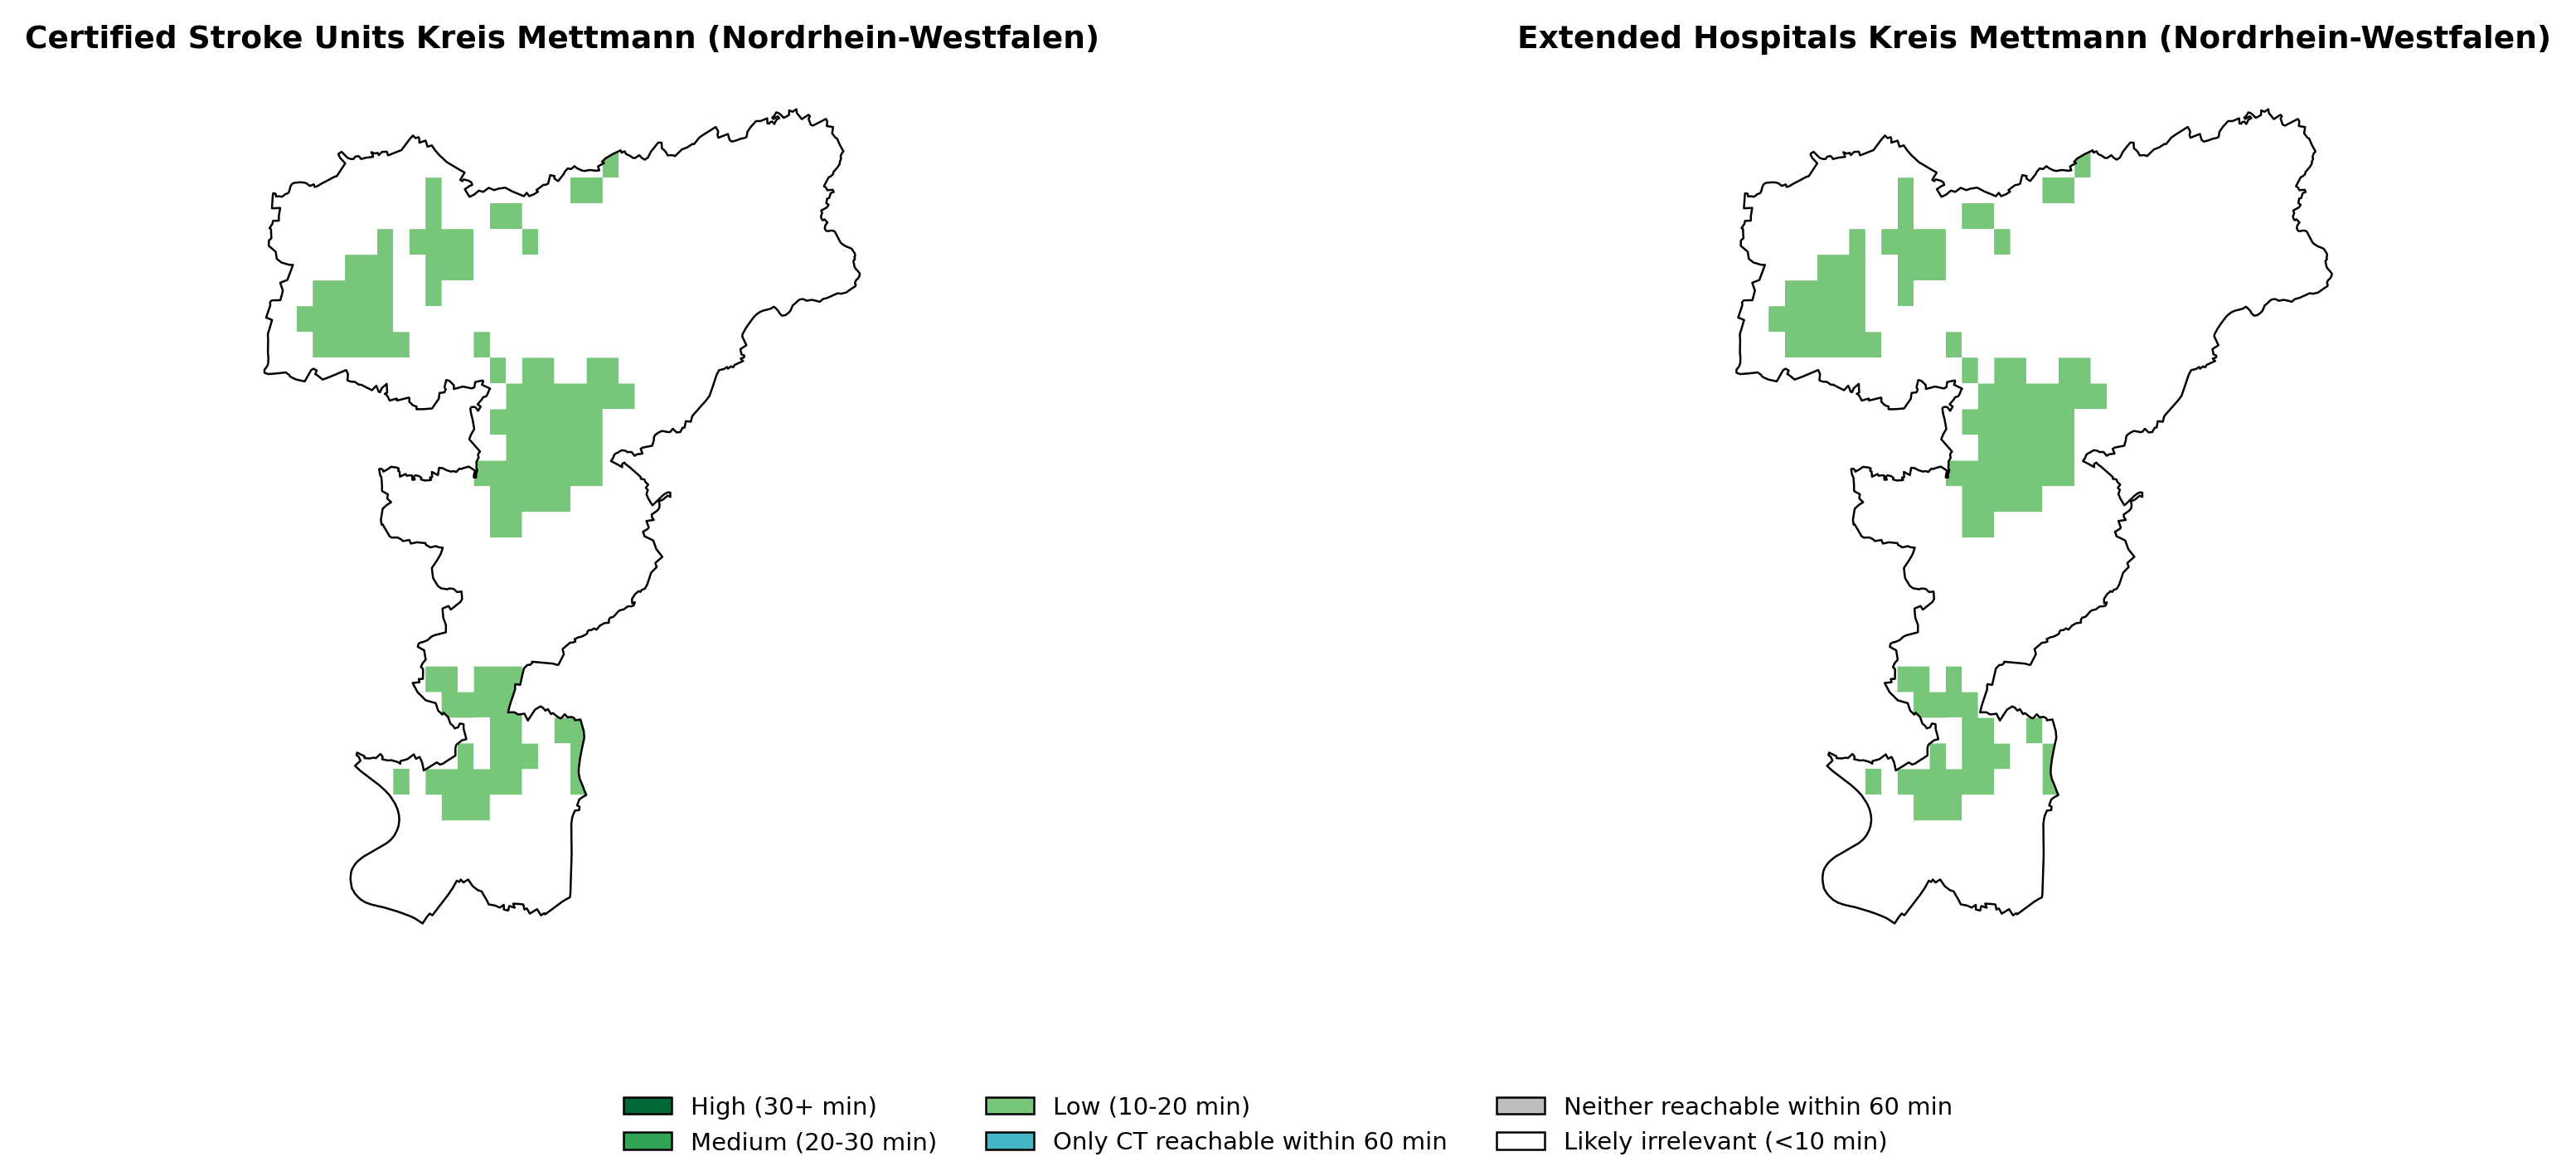 Certified Stroke Units Kreis Mettmann (Nordrhein-Westfalen)
Extended Hospitals Kreis Mettmann (Nordrhein-Westfalen)
High (30+ min)
Medium (20-30 min)
Low (10-20 min)
Only CT reachable within 60 min
Neither reachable within 60 min
Likely irrelevant (<10 min)